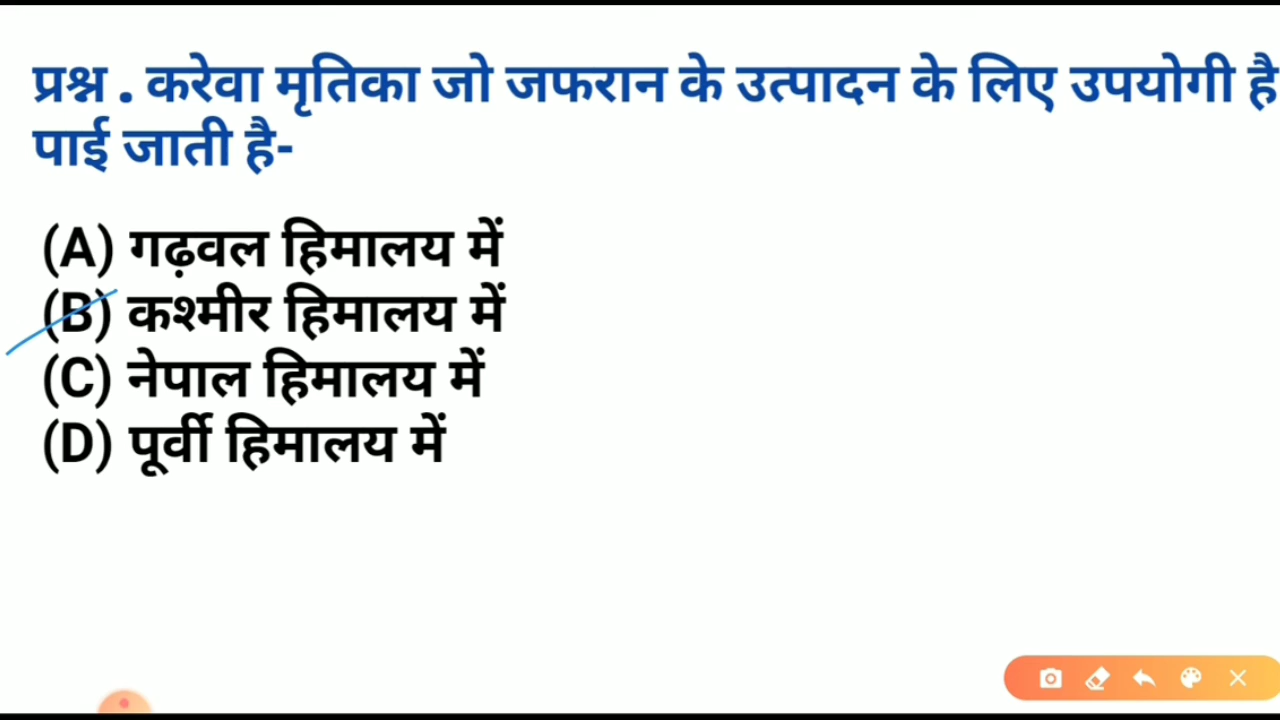 प्रश्न . करेवा मृतिका जो जफरान के उत्पादन के लिए उपयोगी है
पाई जाती है-
(A) गढ़वल हिमालय में
(B) कश्मीर हिमालय में
(C) नेपाल हिमालय में
(D) पूर्वी हिमालय में